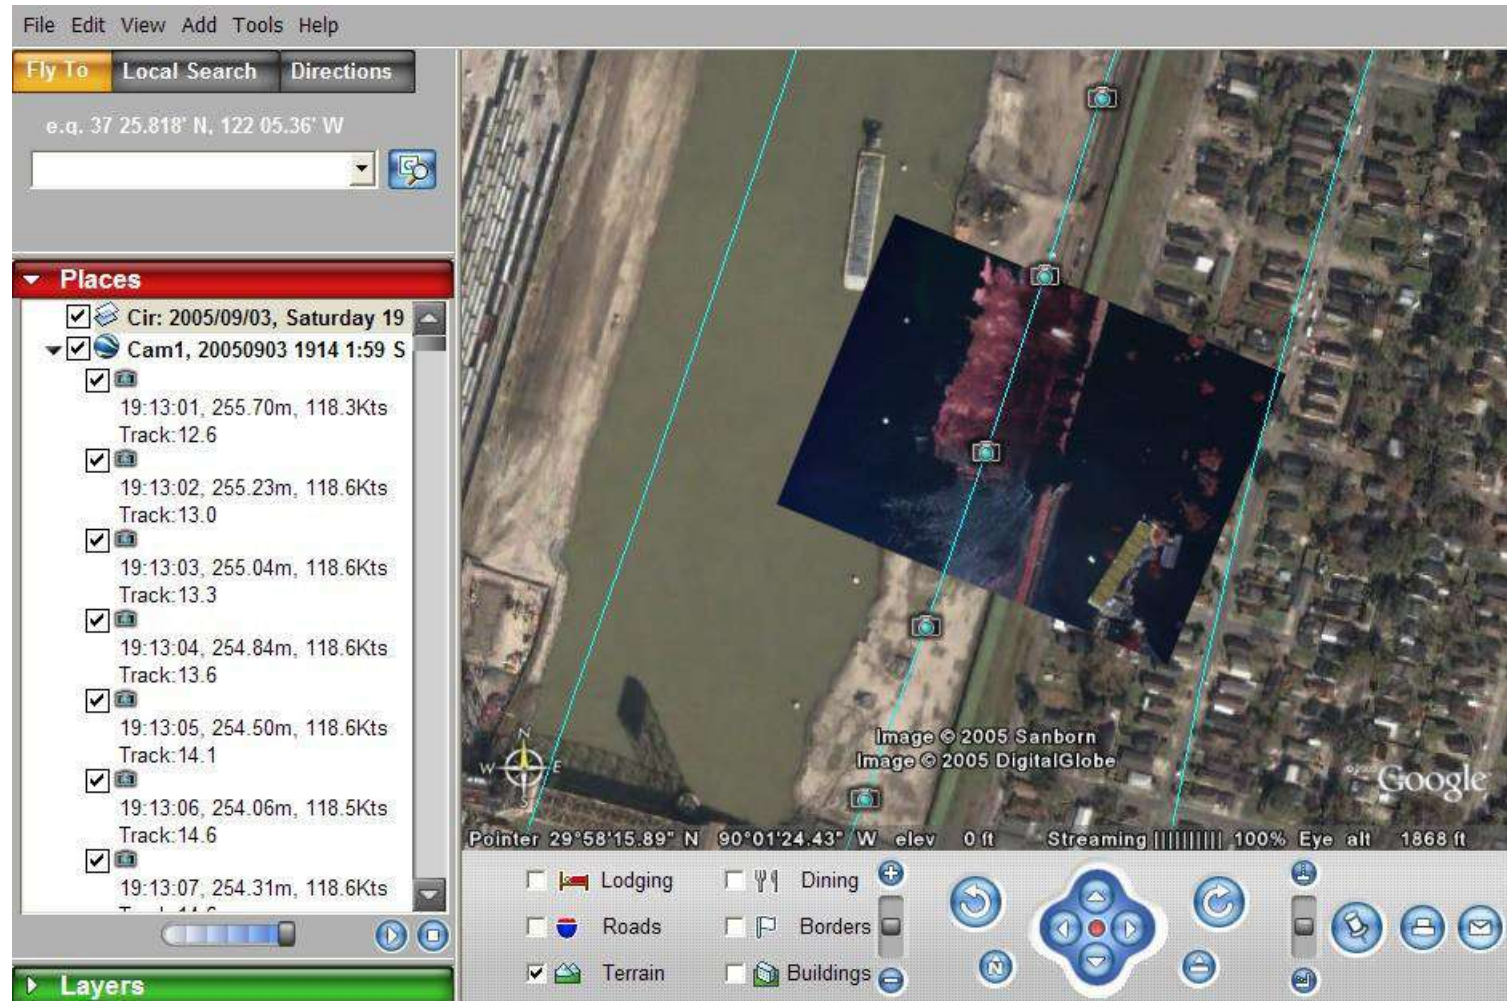 File Edit View Add Tools Help
Fly To Local Search Directions
e.q. 37 25.818' N, 122 05.36' W
Places
Cir: 2005/09/03, Saturday 19
Cam1, 20050903 1914 1:59 S
19:13:01, 255.70m, 118.3Kts
Track:12.6
19:13:02, 255.23m, 118.6Kts
Track:13.0
19:13:03, 255.04m, 118.6Kts
Track:13.3
19:13:04, 254.84m, 118.6Kts
Track:13.6
19:13:05, 254.50m, 118.6Kts
Track:14.1
19:13:06, 254.06m, 118.5Kts
Track:14.6
19:13:07, 254.31m, 118.6Kts
Layers
N
W E
S
Image © 2005 Sanborn
Image © 2005 DigitalGlobe
Google
Pointer 29°58'15.89" N 90°01'24.43" W elev 0 ft Streaming |||||||||| 100% Eye alt 1868 ft
Lodging Dining
Roads Borders
Terrain Buildings
N